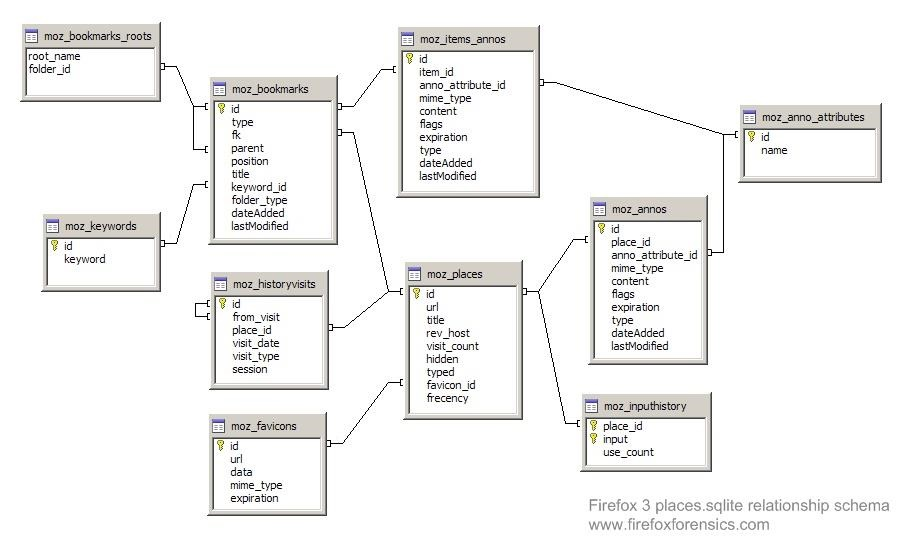 moz_bookmarks_roots
root_name
folder_id
moz_bookmarks
id
type
fk
parent
position
title
keyword_id
folder_type
dateAdded
lastModified
moz_keywords
id
keyword
moz_historyvisits
id
from_visit
place_id
visit_date
visit_type
session
moz_favicons
id
url
data
mime_type
expiration
moz_items_annos
id
item_id
anno_attribute_id
mime_type
content
flags
expiration
type
dateAdded
lastModified
moz_places
id
url
title
rev_host
visit_count
hidden
typed
favicon_id
frecency
moz_anno_attributes
id
name
moz_annos
id
place_id
anno_attribute_id
mime_type
content
flags
expiration
type
dateAdded
lastModified
moz_inputhistory
place_id
input
use_count
Firefox 3 places.sqlite relationship schema
www.firefoxforensics.com